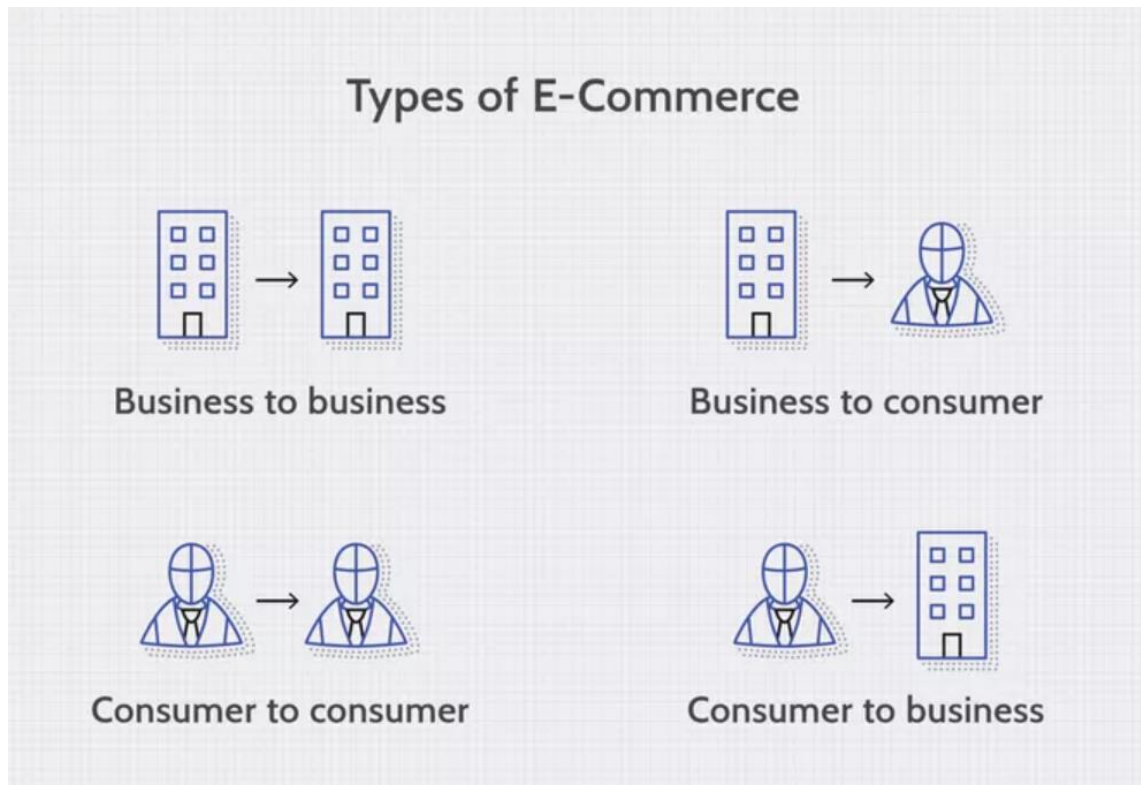 Types of E-Commerce
Business to business
Business to consumer
Consumer to consumer
Consumer to business